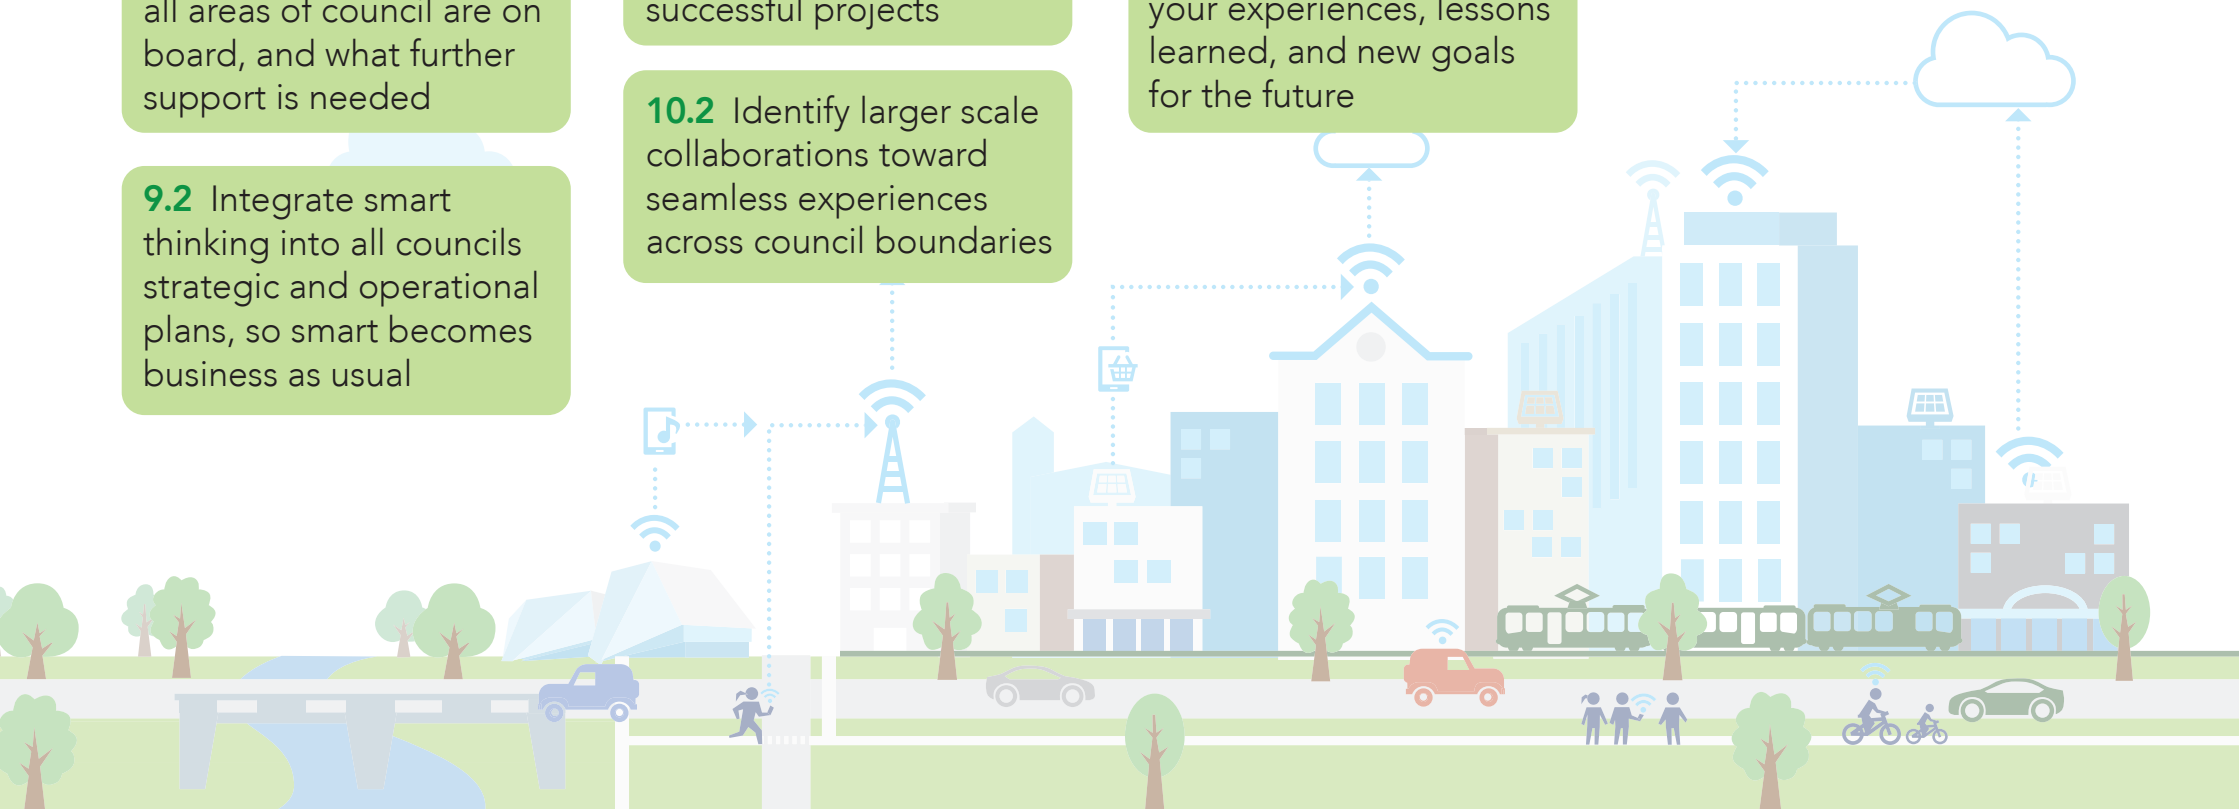 all areas of council are on
board, and what further
support is needed
9.2 Integrate smart
thinking into all councils
strategic and operational
plans, so smart becomes
business as usual
successful projects
10.2 Identify larger scale
collaborations toward
seamless experiences
across council boundaries
your experiences, lessons
learned, and new goals
for the future